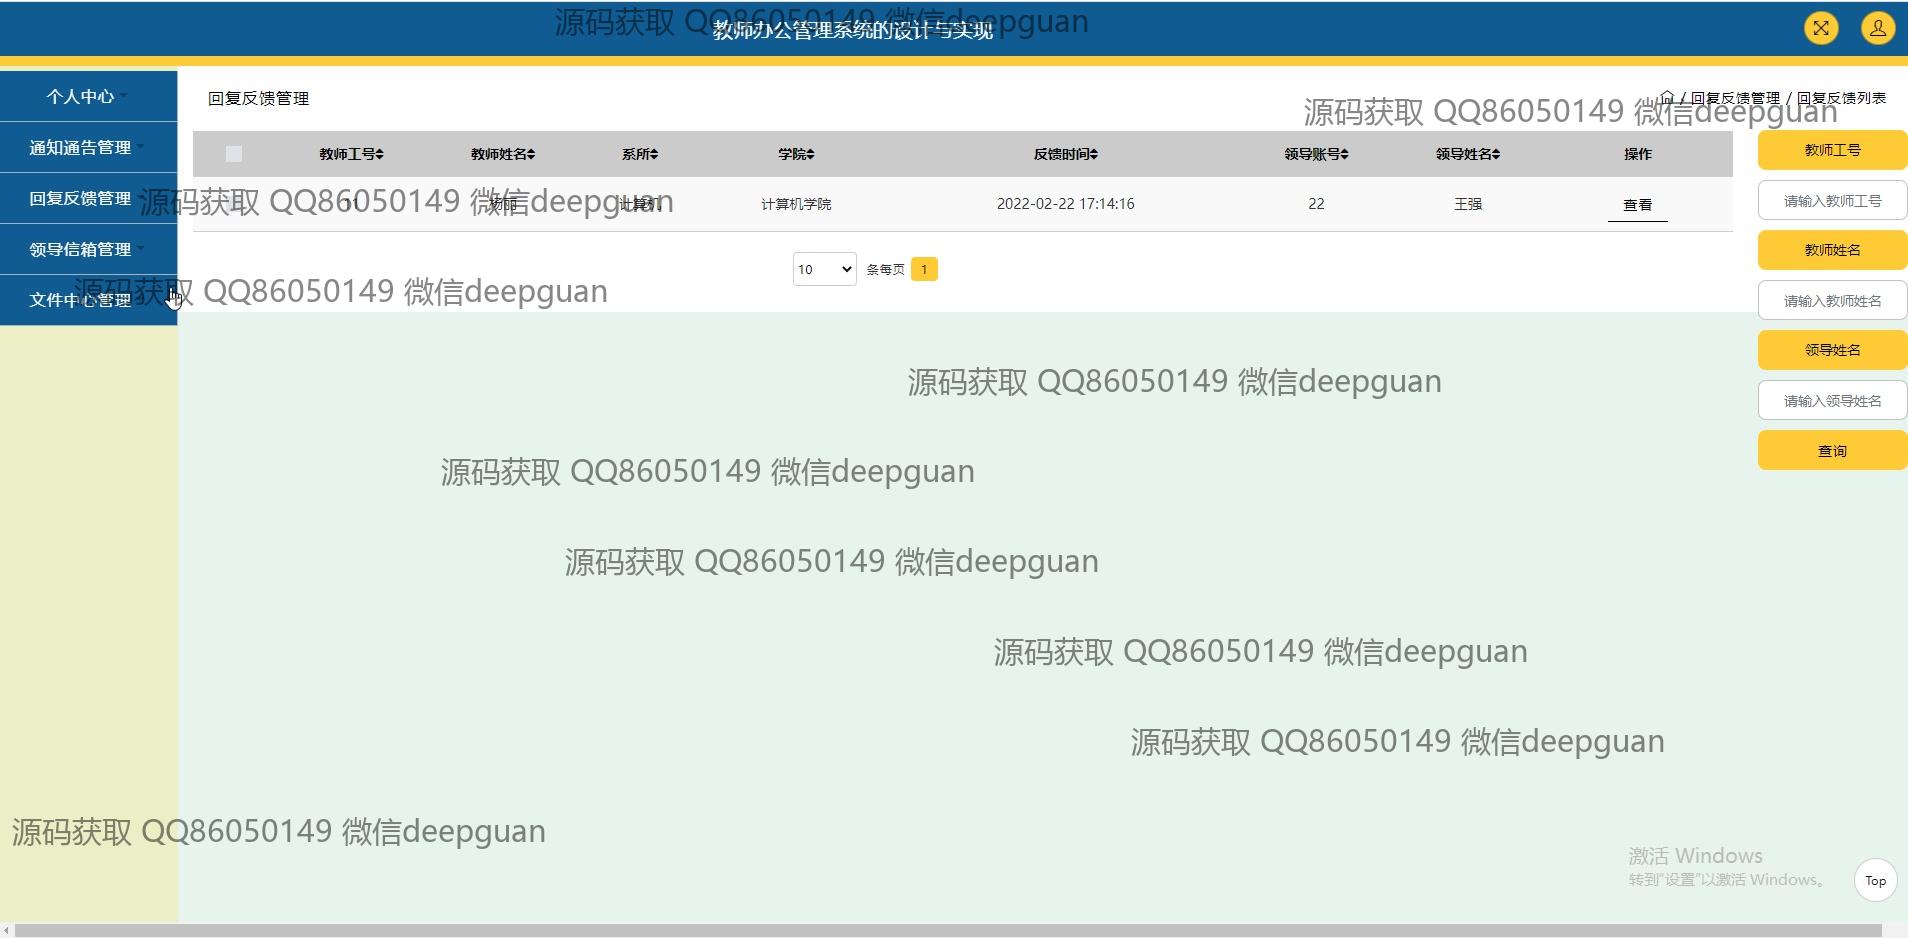 源码获取 QQ86050149 微信deepguan
教师办公管理系统的设计与实现
个人中心
通知通告管理
回复反馈管理
领导信箱管理
文件中心管理
回复反馈管理
/ 回复反馈管理 / 回复反馈列表
源码获取 QQ86050149 微信deepguan
教师工号 教师姓名 系所 学院 反馈时间 领导账号 领导姓名 操作
11 杨丽 计算机 计算机学院 2022-02-22 17:14:16 22 王强 查看
源码获取 QQ86050149 微信deepguan
10 条每页 1
源码获取 QQ86050149 微信deepguan
教师工号
请输入教师工号
教师姓名
请输入教师姓名
领导姓名
请输入领导姓名
查询
源码获取 QQ86050149 微信deepguan
源码获取 QQ86050149 微信deepguan
源码获取 QQ86050149 微信deepguan
源码获取 QQ86050149 微信deepguan
源码获取 QQ86050149 微信deepguan
源码获取 QQ86050149 微信deepguan
激活 Windows
转到"设置"以激活 Windows。
Top